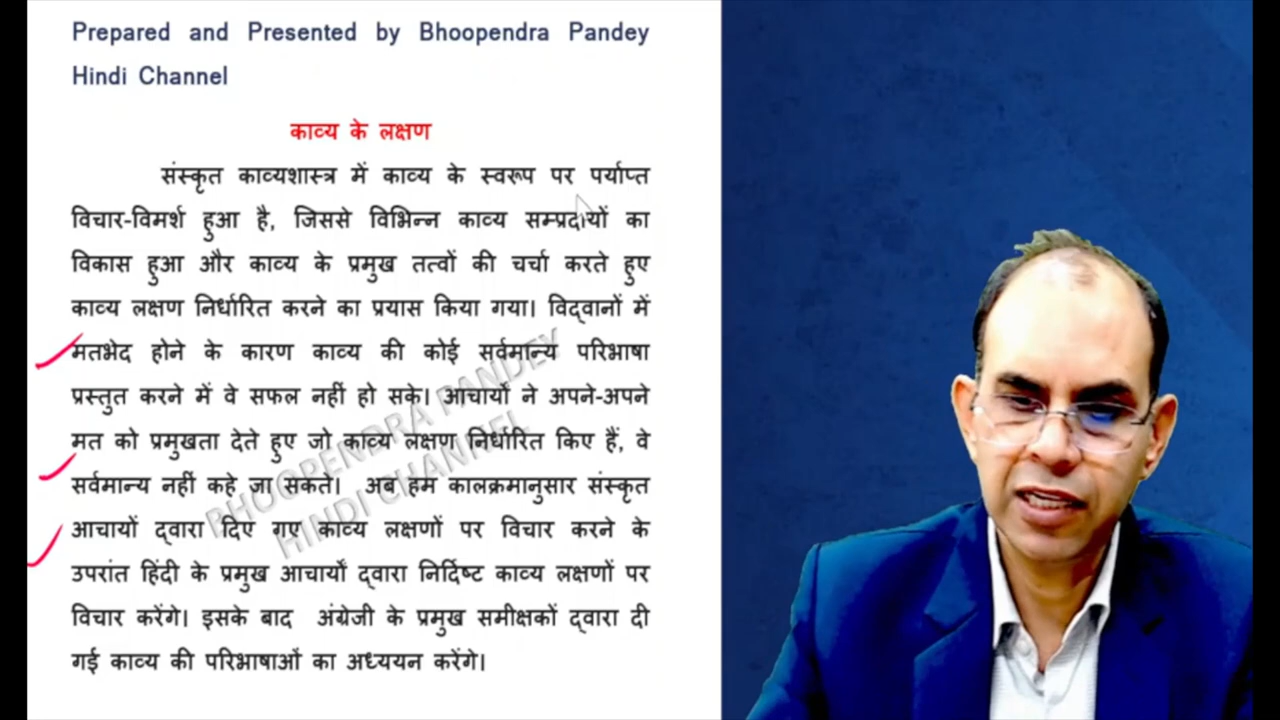 Prepared and Presented by Bhoopendra Pandey
Hindi Channel
काव्य के लक्षण
संस्कृत काव्यशास्त्र में काव्य के स्वरूप पर पर्याप्त
विचार-विमर्श हुआ है, जिससे विभिन्न काव्य सम्प्रदायों का
विकास हुआ और काव्य के प्रमुख तत्वों की चर्चा करते हुए
काव्य लक्षण निर्धारित करने का प्रयास किया गया। विद्वानों में
मतभेद होने के कारण काव्य की कोई सर्वमान्य परिभाषा
प्रस्तुत करने में वे सफल नहीं हो सके। आचार्यो ने अपने-अपने
मत को प्रमुखता देते हुए जो काव्य लक्षण निर्धारित किए हैं, वे
सर्वमान्य नहीं कहे जा सकते। अब हम कालक्रमानुसार संस्कृत
आचार्यो द्वारा दिए गए काव्य लक्षणों पर विचार करने के
उपरांत हिंदी के प्रमुख आचार्यों द्वारा निर्दिष्ट काव्य लक्षणों पर
विचार करेंगे। इसके बाद अंग्रेजी के प्रमुख समीक्षकों द्वारा दी
गई काव्य की परिभाषाओं का अध्ययन करेंगे।
BHOOPENDRA PANDEY
HINDI CHANNEL